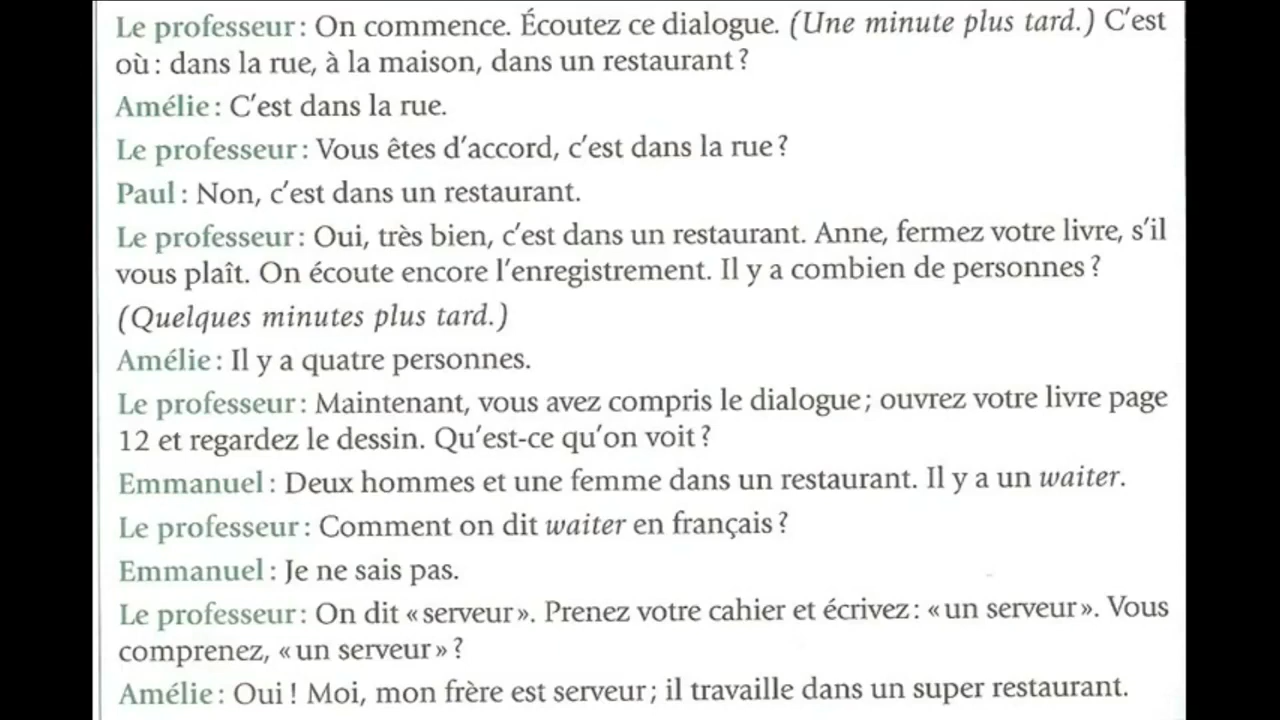 Le professeur : On commence. Écoutez ce dialogue. (Une minute plus tard.) C'est
où : dans la rue, à la maison, dans un restaurant ?
Amélie : C'est dans la rue.
Le professeur : Vous êtes d'accord, c'est dans la rue ?
Paul : Non, c'est dans un restaurant.
Le professeur : Oui, très bien, c'est dans un restaurant. Anne, fermez votre livre, s'il
vous plaît. On écoute encore l'enregistrement. Il y a combien de personnes ?
(Quelques minutes plus tard.)
Amélie : Il y a quatre personnes.
Le professeur : Maintenant, vous avez compris le dialogue ; ouvrez votre livre page
12 et regardez le dessin. Qu'est-ce qu'on voit ?
Emmanuel : Deux hommes et une femme dans un restaurant. Il y a un waiter.
Le professeur : Comment on dit waiter en français ?
Emmanuel : Je ne sais pas.
Le professeur : On dit « serveur ». Prenez votre cahier et écrivez : « un serveur ». Vous
comprenez, « un serveur » ?
Amélie : Oui ! Moi, mon frère est serveur ; il travaille dans un super restaurant.